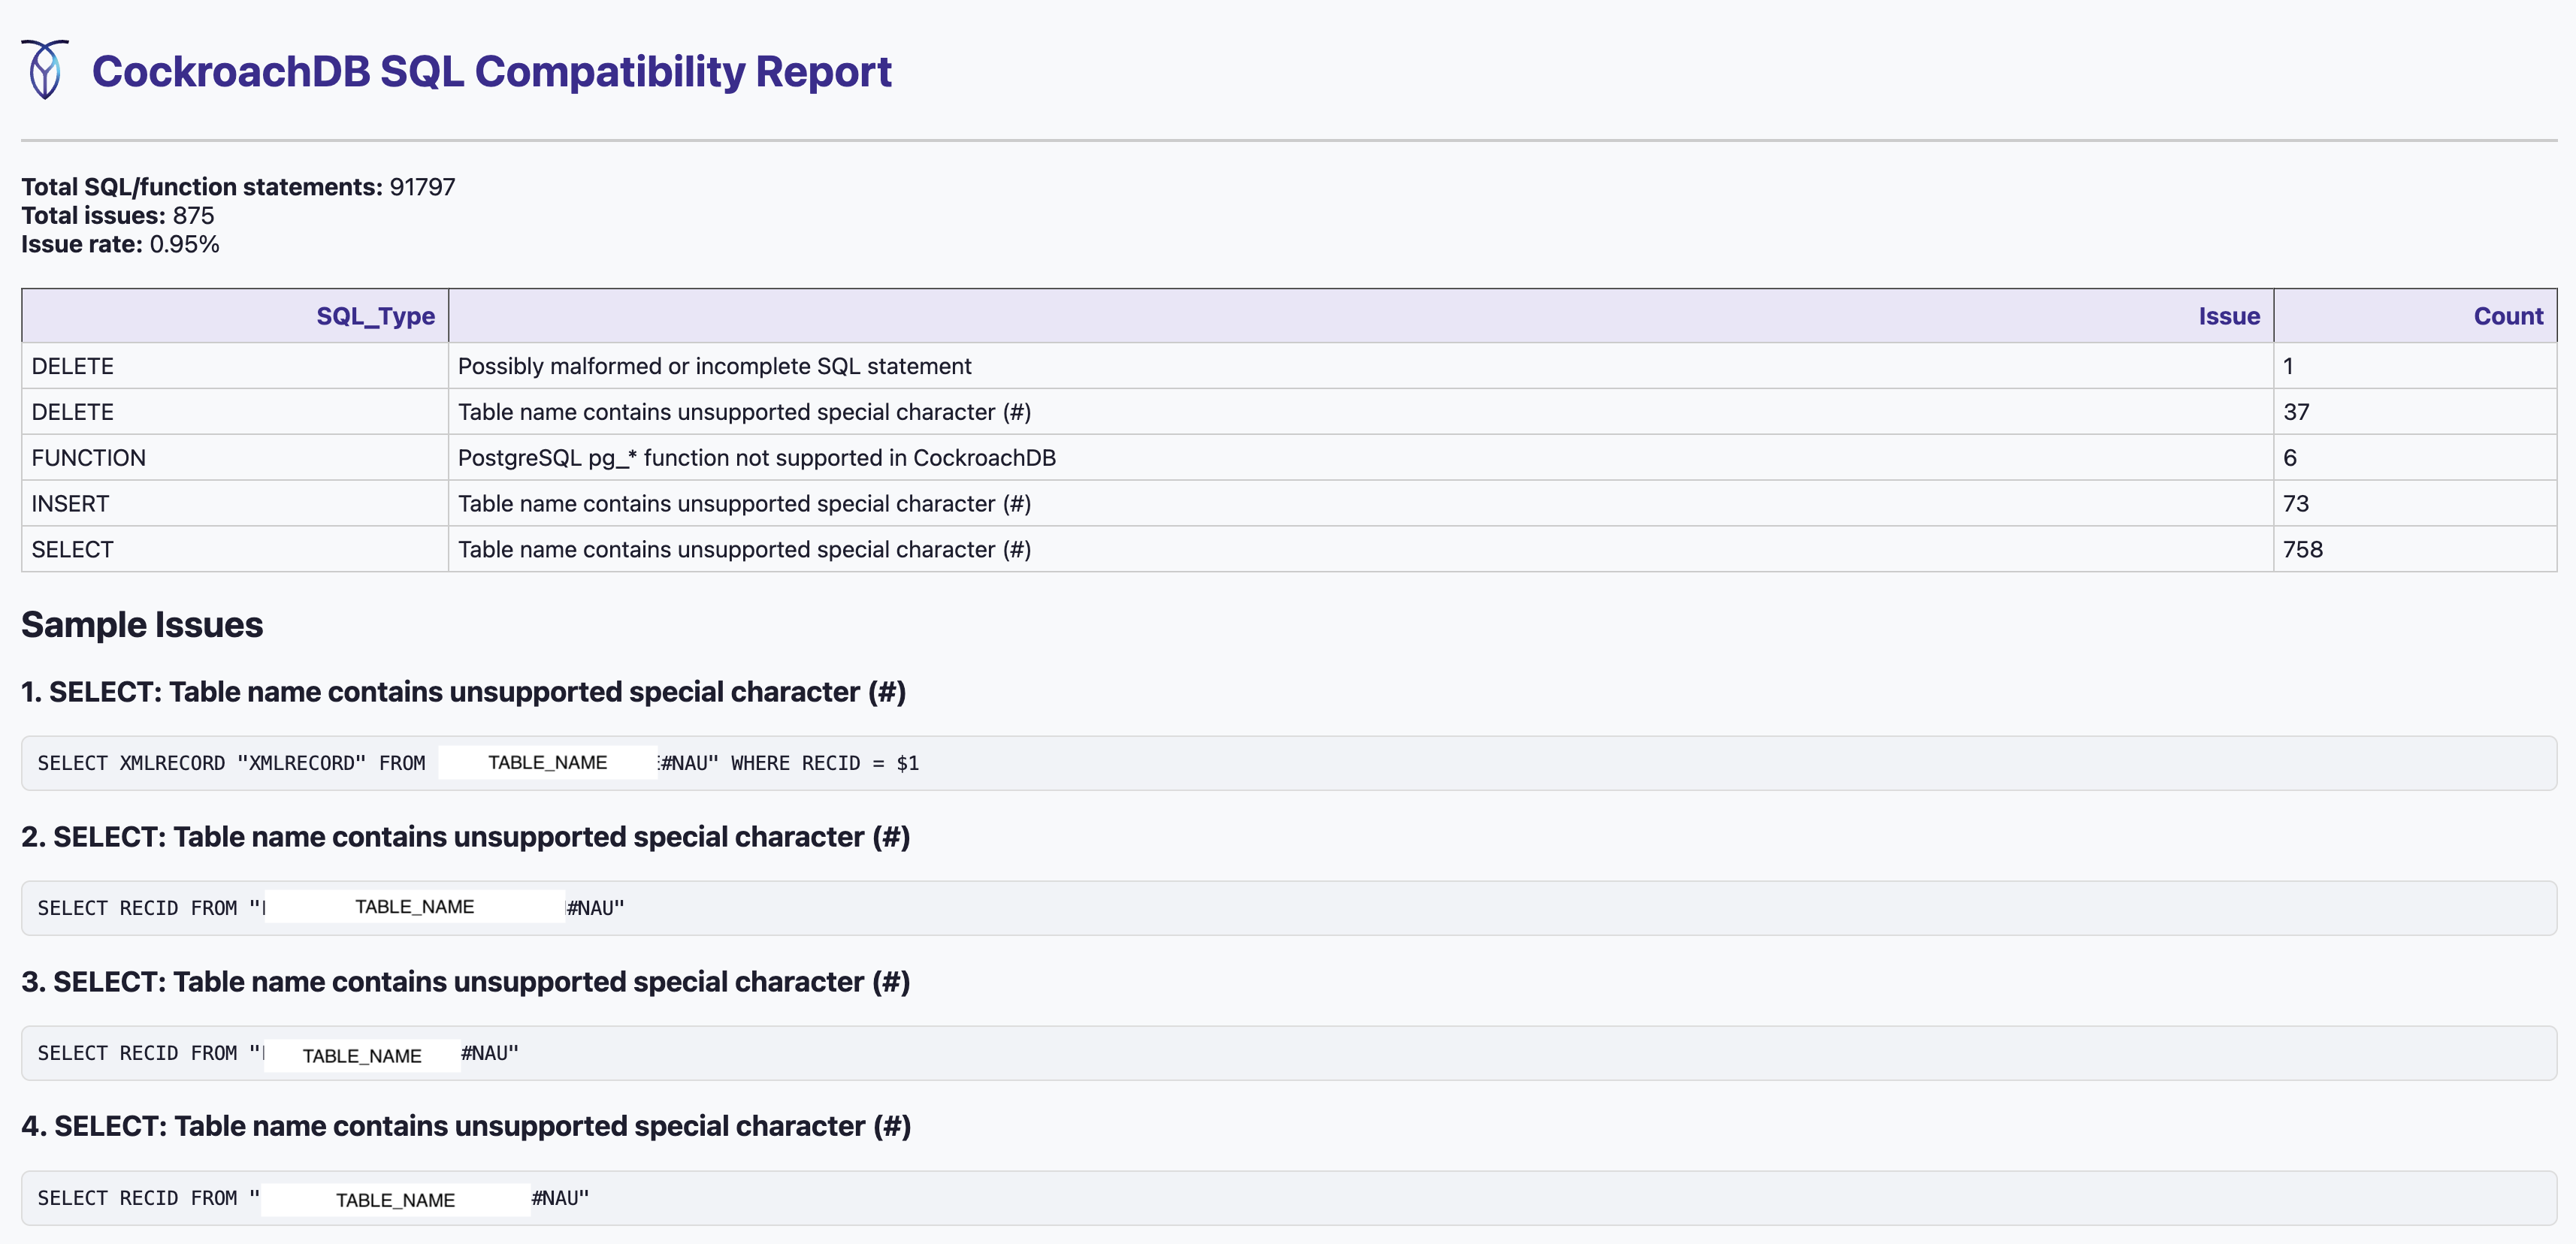 CockroachDB SQL Compatibility Report
Total SQL/function statements: 91797
Total issues: 875
Issue rate: 0.95%
SQL_Type Issue Count
DELETE Possibly malformed or incomplete SQL statement 1
DELETE Table name contains unsupported special character (#) 37
FUNCTION PostgreSQL pg_* function not supported in CockroachDB 6
INSERT Table name contains unsupported special character (#) 73
SELECT Table name contains unsupported special character (#) 758
Sample Issues
1. SELECT: Table name contains unsupported special character (#)
SELECT XMLRECORD "XMLRECORD" FROM TABLE_NAME #NAU" WHERE RECID = $1
2. SELECT: Table name contains unsupported special character (#)
SELECT RECID FROM " TABLE_NAME #NAU"
3. SELECT: Table name contains unsupported special character (#)
SELECT RECID FROM " TABLE_NAME #NAU"
4. SELECT: Table name contains unsupported special character (#)
SELECT RECID FROM " TABLE_NAME #NAU"